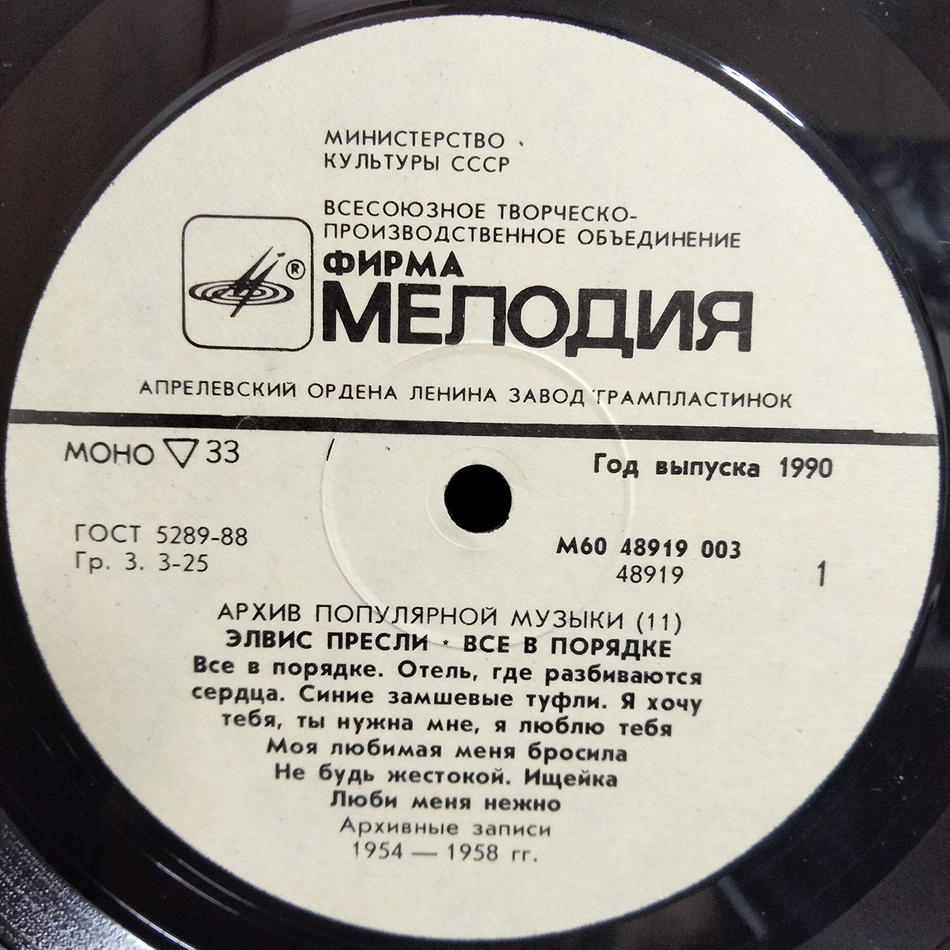 МИНИСТЕРСТВО
КУЛЬТУРЫ СССР
ВСЕСОЮЗНОЕ ТВОРЧЕСКО-
ПРОИЗВОДСТВЕННОЕ ОБЪЕДИНЕНИЕ
®
ФИРМА
МЕЛОДИЯ
АПРЕЛЕВСКИЙ ОРДЕНА ЛЕНИНА ЗАВОД ГРАМПЛАСТИНОК
МОНО ▽ 33
Год выпуска 1990
ГОСТ 5289-88
Гр. 3. 3-25
М60 48919 003
48919
1
АРХИВ ПОПУЛЯРНОЙ МУЗЫКИ (11)
ЭЛВИС ПРЕСЛИ · ВСЕ В ПОРЯДКЕ
Все в порядке. Отель, где разбиваются
сердца. Синие замшевые туфли. Я хочу
тебя, ты нужна мне, я люблю тебя
Моя любимая меня бросила
Не будь жестокой. Ищейка
Люби меня нежно
Архивные записи
1954 — 1958 гг.